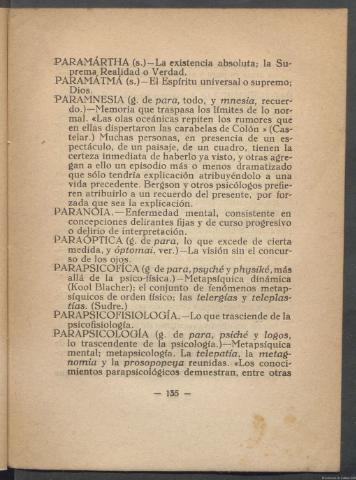 PARAMÁRTHA (s.)—La existencia absoluta; la Su-
prema Realidad o Verdad.
PARAMATMÁ (s.)—El Espíritu universal o supremo;
Dios.
PARAMNESIA (g. de para, todo, y mnesia, recuer-
do.)—Memoria que traspasa los límites de lo nor-
mal. «Las olas oceánicas repiten los rumores que
en ellas dispertaron las carabelas de Colón.» (Cas-
telar.) Muchas personas, en presencia de un es-
pectáculo, de un paisaje, de un cuadro, tienen la
certeza inmediata de haberlo ya visto, y otras agre-
gan a ello un episodio más o menos dramatizado
que sólo tendría explicación atribuyéndolo a una
vida precedente. Bergson y otros psicólogos prefie-
ren atribuirlo a un recuerdo del presente, por for-
zada que sea la explicación.
PARANÓIA.—Enfermedad mental, consistente en
concepciones delirantes fijas y de curso progresivo
o delirio de interpretación.
PARAÓPTICA (g. de para, lo que excede de cierta
medida, y óptomai, ver.)—La visión sin el concur-
so de los ojos.
PARAPSICOFICA (g. de para, psyché y physiké, más
allá de la psico-física.)—Metapsíquica dinámica
(Kool Blacher); el conjunto de fenómenos metap-
síquicos de orden físico; las telergías y teleplas-
tías. (Sudre.)
PARAPSICOFISIOLOGÍA.—Lo que trasciende de la
psicofisiología.
PARAPSICOLOGÍA (g. de para, psiché y logos,
lo trascendente de la psicología.)—Metapsíquica
mental; metapsicología. La telepatía, la metag-
nomia y la prosopopeya reunidas. «Los conoci-
mientos parapsicológicos demuestran, entre otras
— 135 —